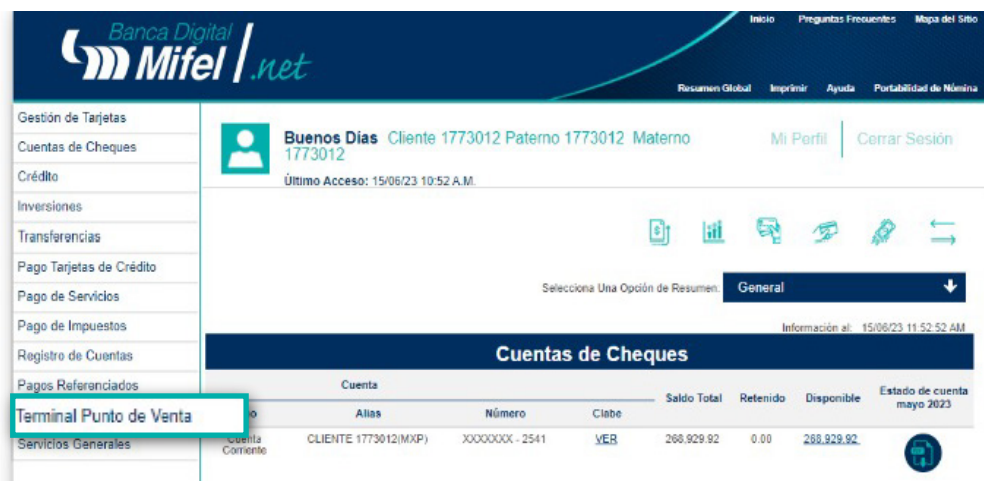 Banca Digital
Mifel .net
Inicio Preguntas Frecuentes Mapa del Sitio
Resumen Global Imprimir Ayuda Portabilidad de Nómina
Gestión de Tarjetas
Cuentas de Cheques
Crédito
Inversiones
Transferencias
Pago Tarjetas de Crédito
Pago de Servicios
Pago de Impuestos
Registro de Cuentas
Pagos Referenciados
Terminal Punto de Venta
Servicios Generales
Buenos Días Cliente 1773012 Paterno 1773012 Materno
1773012
Último Acceso: 15/06/23 10:52 A.M.
Mi Perfil Cerrar Sesión
Selecciona Una Opción de Resumen: General
Información al: 15/06/23 11:52:52 AM
Cuentas de Cheques
Cuenta
Saldo Total Retenido Disponible Estado de cuenta
mayo 2023
Alias Número Clabe
Cuenta
Corriente
CLIENTE 1773012(MXP) XXXXXXX - 2541 VER 268,929.92 0.00 268,929.92